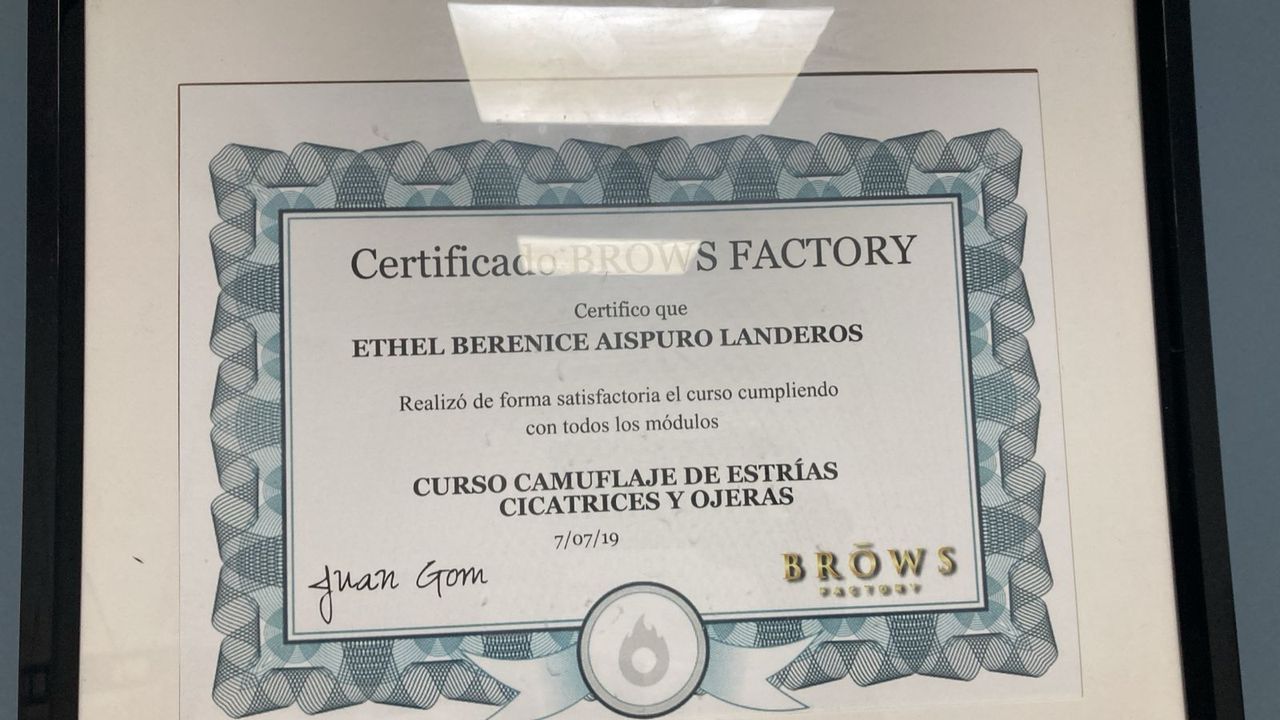 Certificado BROWS FACTORY
Certifico que
ETHEL BERENICE AISPURO LANDEROS
Realizó de forma satisfactoria el curso cumpliendo
con todos los módulos
CURSO CAMUFLAJE DE ESTRÍAS
CICATRICES Y OJERAS
7/07/19
Juan Gom
BRŌWS
FACTORY